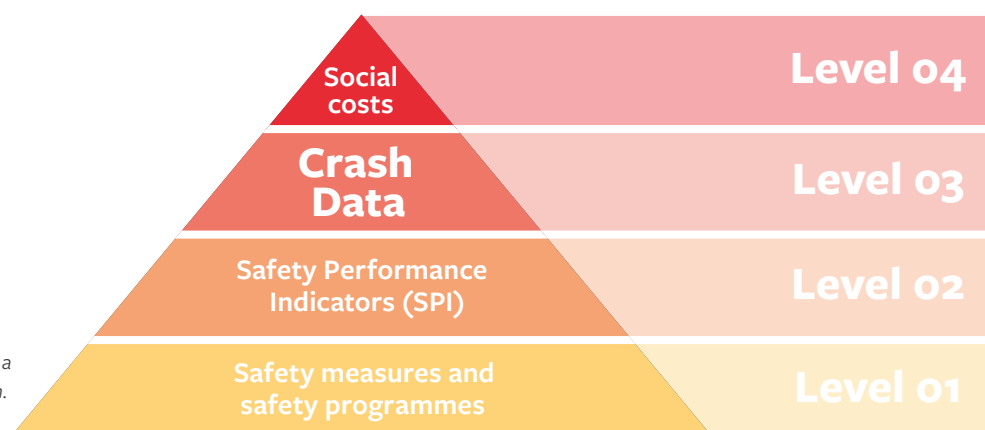 Social
costs
Level 04
Crash
Data
Level 03
Safety Performance
Indicators (SPI)
Level 02
a
Safety measures and
safety programmes
Level 01